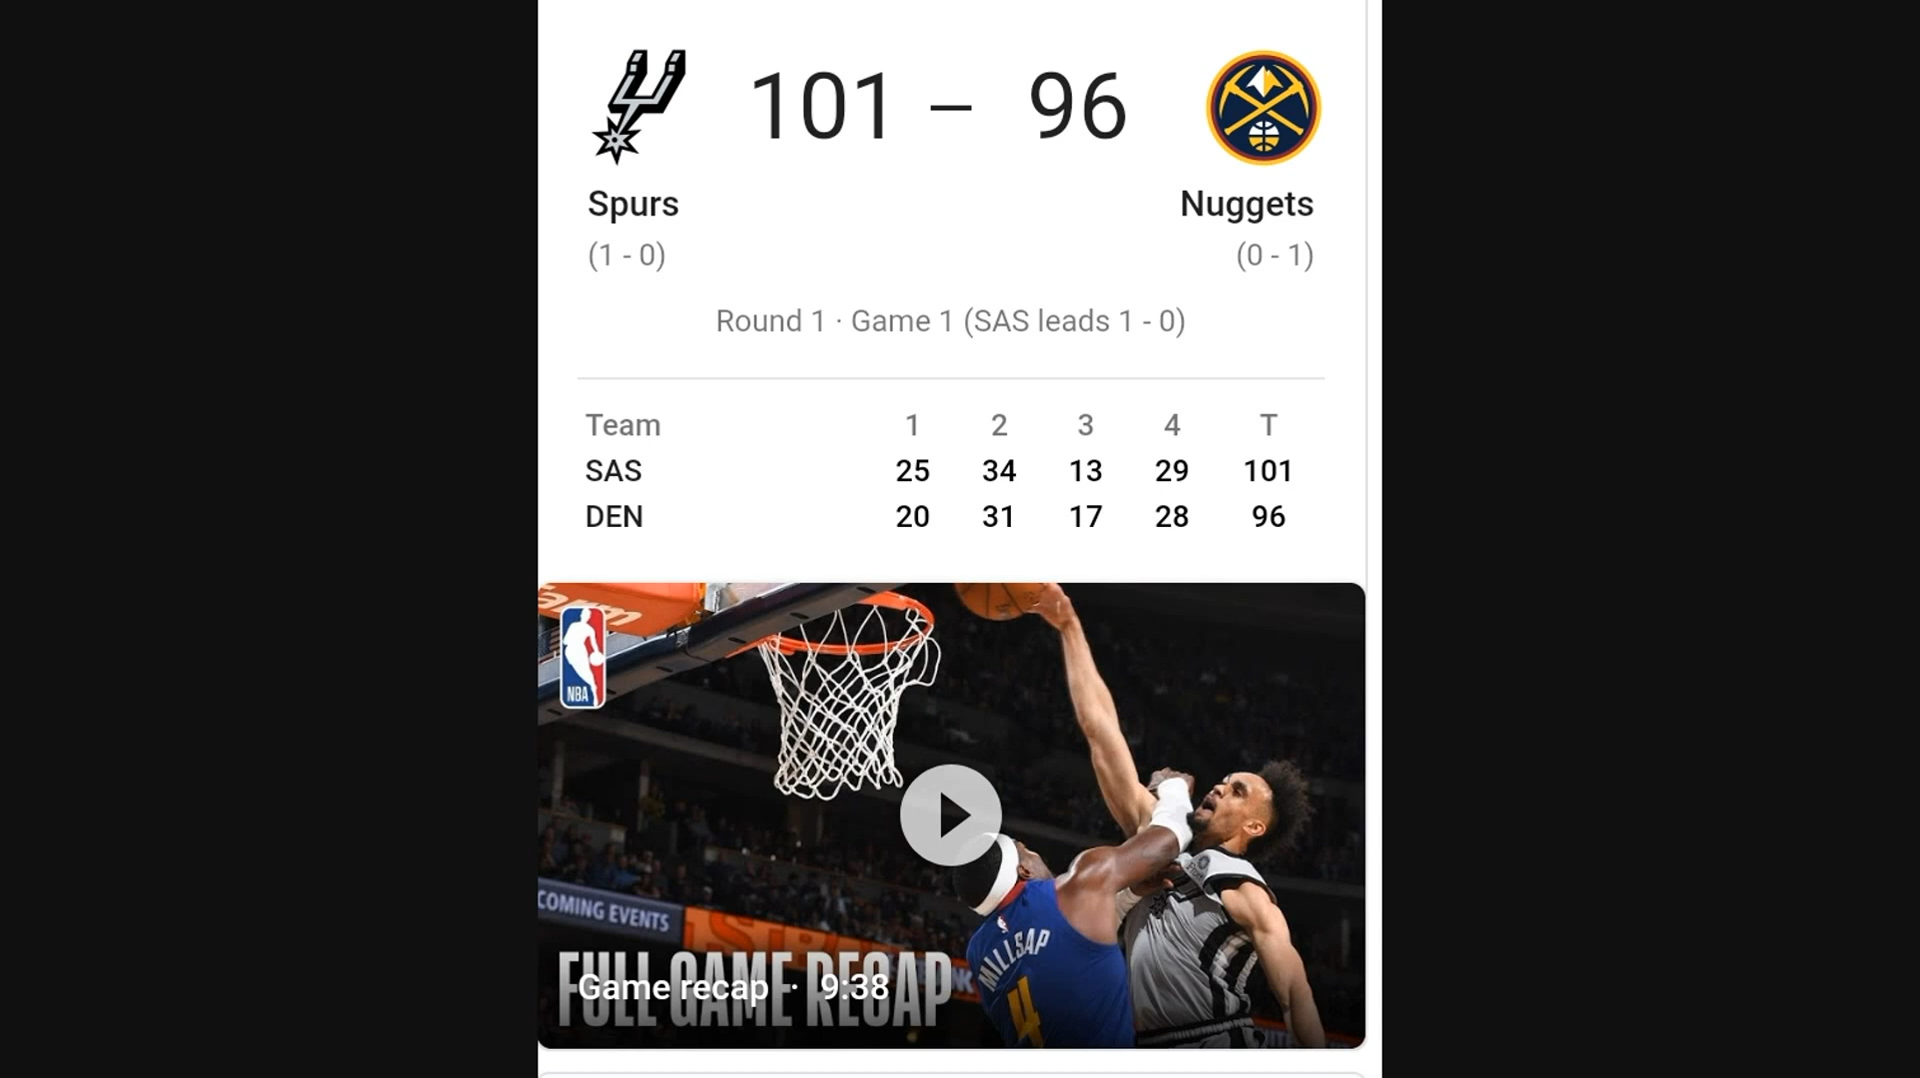 101 – 96
Spurs Nuggets
(1 - 0) (0 - 1)
Round 1 · Game 1 (SAS leads 1 - 0)
Team 1 2 3 4 T
SAS 25 34 13 29 101
DEN 20 31 17 28 96
NBA
COMING EVENTS
MILLSAP
4
FULL GAME RECAP
Game recap · 9:38